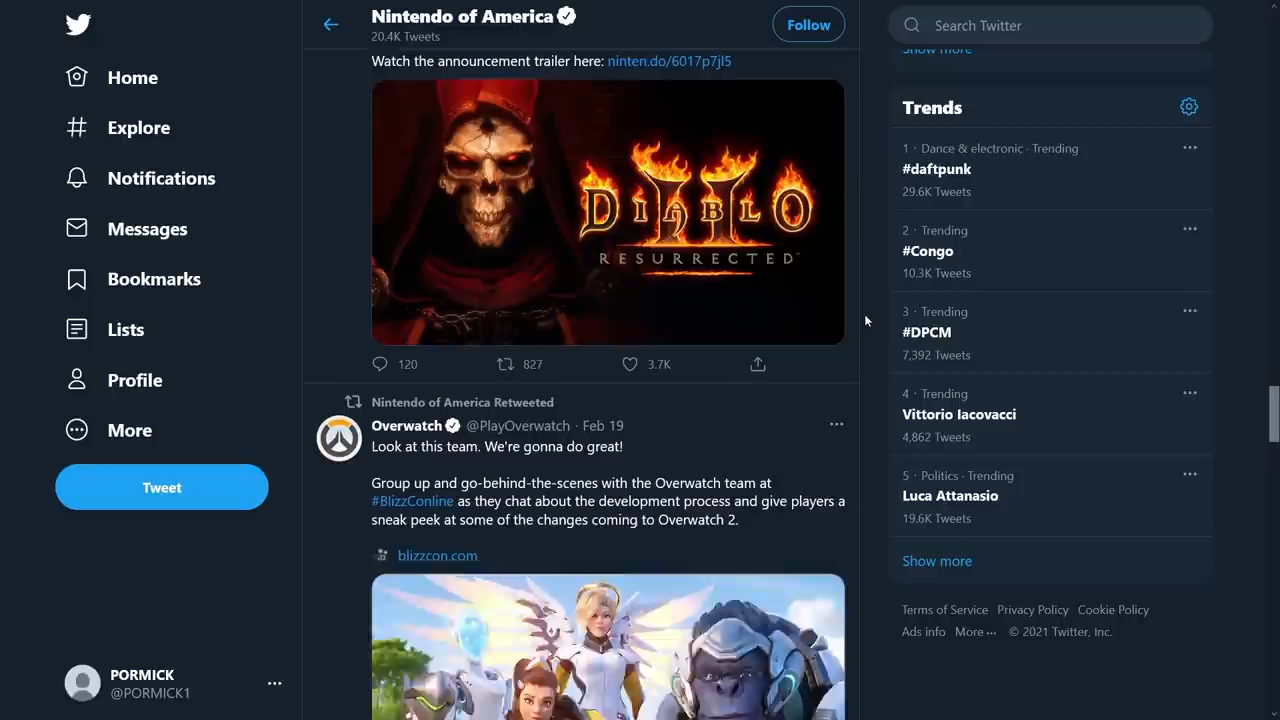 Home
Explore
Notifications
Messages
Bookmarks
Lists
Profile
More
Tweet
PORMICK
@PORMICK1
Nintendo of America
20.4K Tweets
Follow
Watch the announcement trailer here: ninten.do/6017p7jl5
DIABLO II
RESURRECTED™
120
827
3.7K
Nintendo of America Retweeted
Overwatch @PlayOverwatch · Feb 19
Look at this team. We're gonna do great!
Group up and go-behind-the-scenes with the Overwatch team at
#BlizzConline as they chat about the development process and give players a
sneak peek at some of the changes coming to Overwatch 2.
blizzcon.com
Search Twitter
Show more
Trends
1 · Dance & electronic · Trending
#daftpunk
29.6K Tweets
2 · Trending
#Congo
10.3K Tweets
3 · Trending
#DPCM
7,392 Tweets
4 · Trending
Vittorio Iacovacci
4,862 Tweets
5 · Politics · Trending
Luca Attanasio
19.6K Tweets
Show more
Terms of Service Privacy Policy Cookie Policy
Ads info More ··· © 2021 Twitter, Inc.